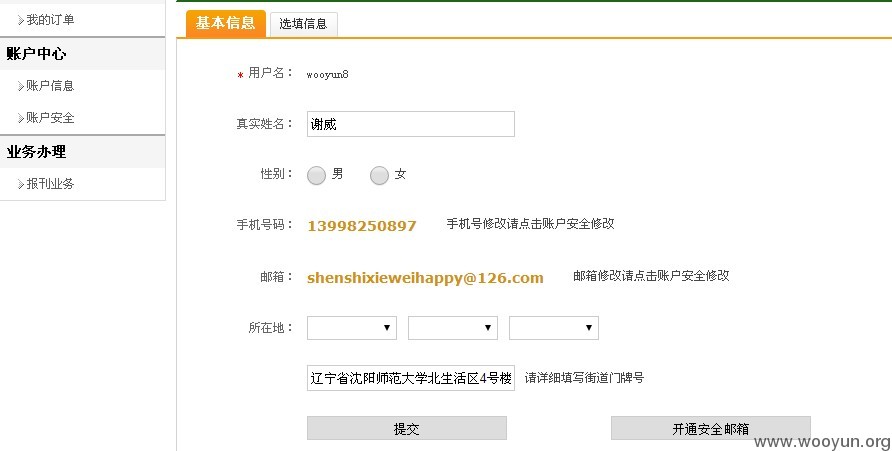 我的订单
账户中心
账户信息
账户安全
业务办理
报刊业务
基本信息 选填信息
* 用户名: wooyun8
真实姓名: 谢威
性别: 男 女
手机号码: 13998250897 手机号修改请点击账户安全修改
邮箱: shenshixieweihappy@126.com 邮箱修改请点击账户安全修改
所在地:
辽宁省沈阳师范大学北生活区4号楼 请详细填写街道门牌号
提交 开通安全邮箱
www.wooyun.org